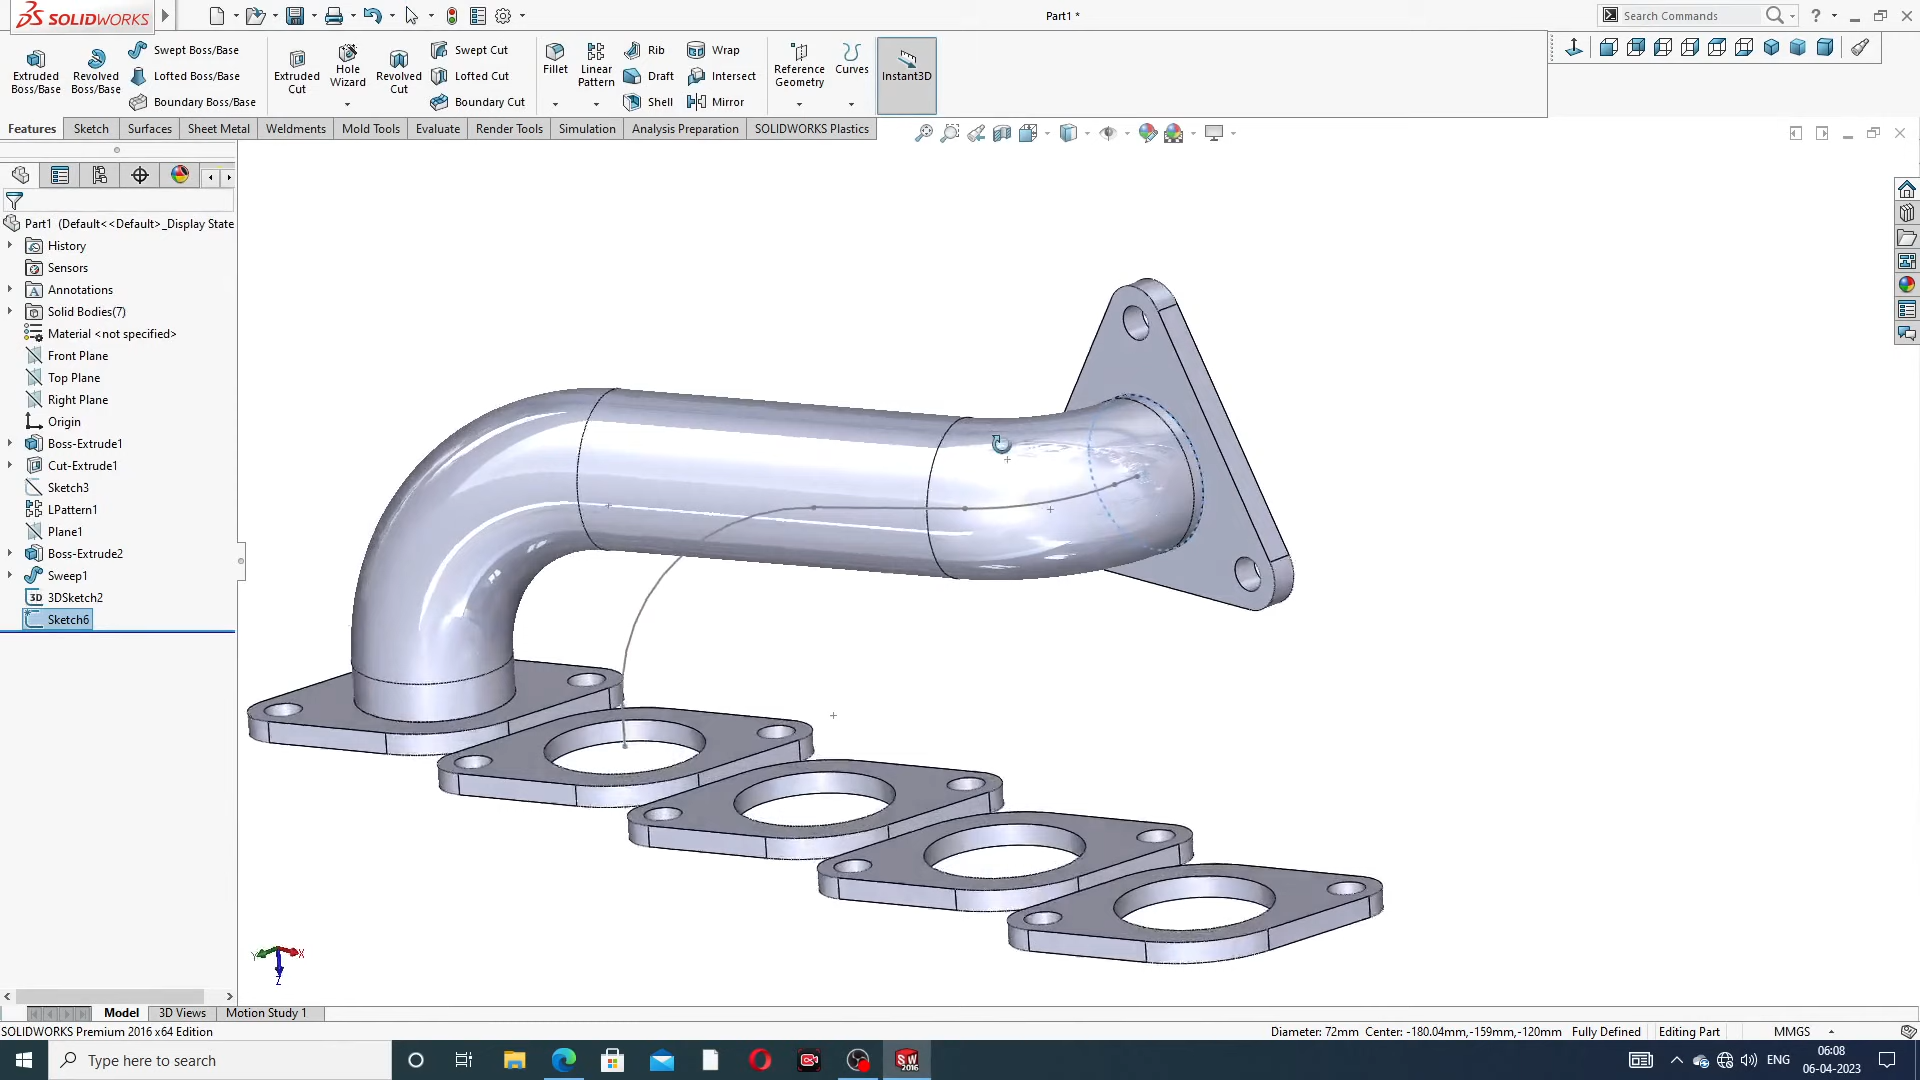 SOLIDWORKS
Part1 *
Search Commands
Extruded Boss/Base
Revolved Boss/Base
Swept Boss/Base
Lofted Boss/Base
Boundary Boss/Base
Extruded Cut
Hole Wizard
Revolved Cut
Swept Cut
Lofted Cut
Boundary Cut
Fillet
Linear Pattern
Rib
Draft
Shell
Wrap
Intersect
Mirror
Reference Geometry
Curves
Instant3D
Features
Sketch
Surfaces
Sheet Metal
Weldments
Mold Tools
Evaluate
Render Tools
Simulation
Analysis Preparation
SOLIDWORKS Plastics
Part1 (Default<<Default>_Display State
History
Sensors
Annotations
Solid Bodies(7)
Material <not specified>
Front Plane
Top Plane
Right Plane
Origin
Boss-Extrude1
Cut-Extrude1
Sketch3
LPattern1
Plane1
Boss-Extrude2
Sweep1
3D 3DSketch2
Sketch6
Y X
Z
Model
3D Views
Motion Study 1
SOLIDWORKS Premium 2016 x64 Edition
Diameter: 72mm Center: -180.04mm,-159mm,-120mm
Fully Defined
Editing Part
MMGS
Type here to search
SW
2016
ENG
06:08
06-04-2023